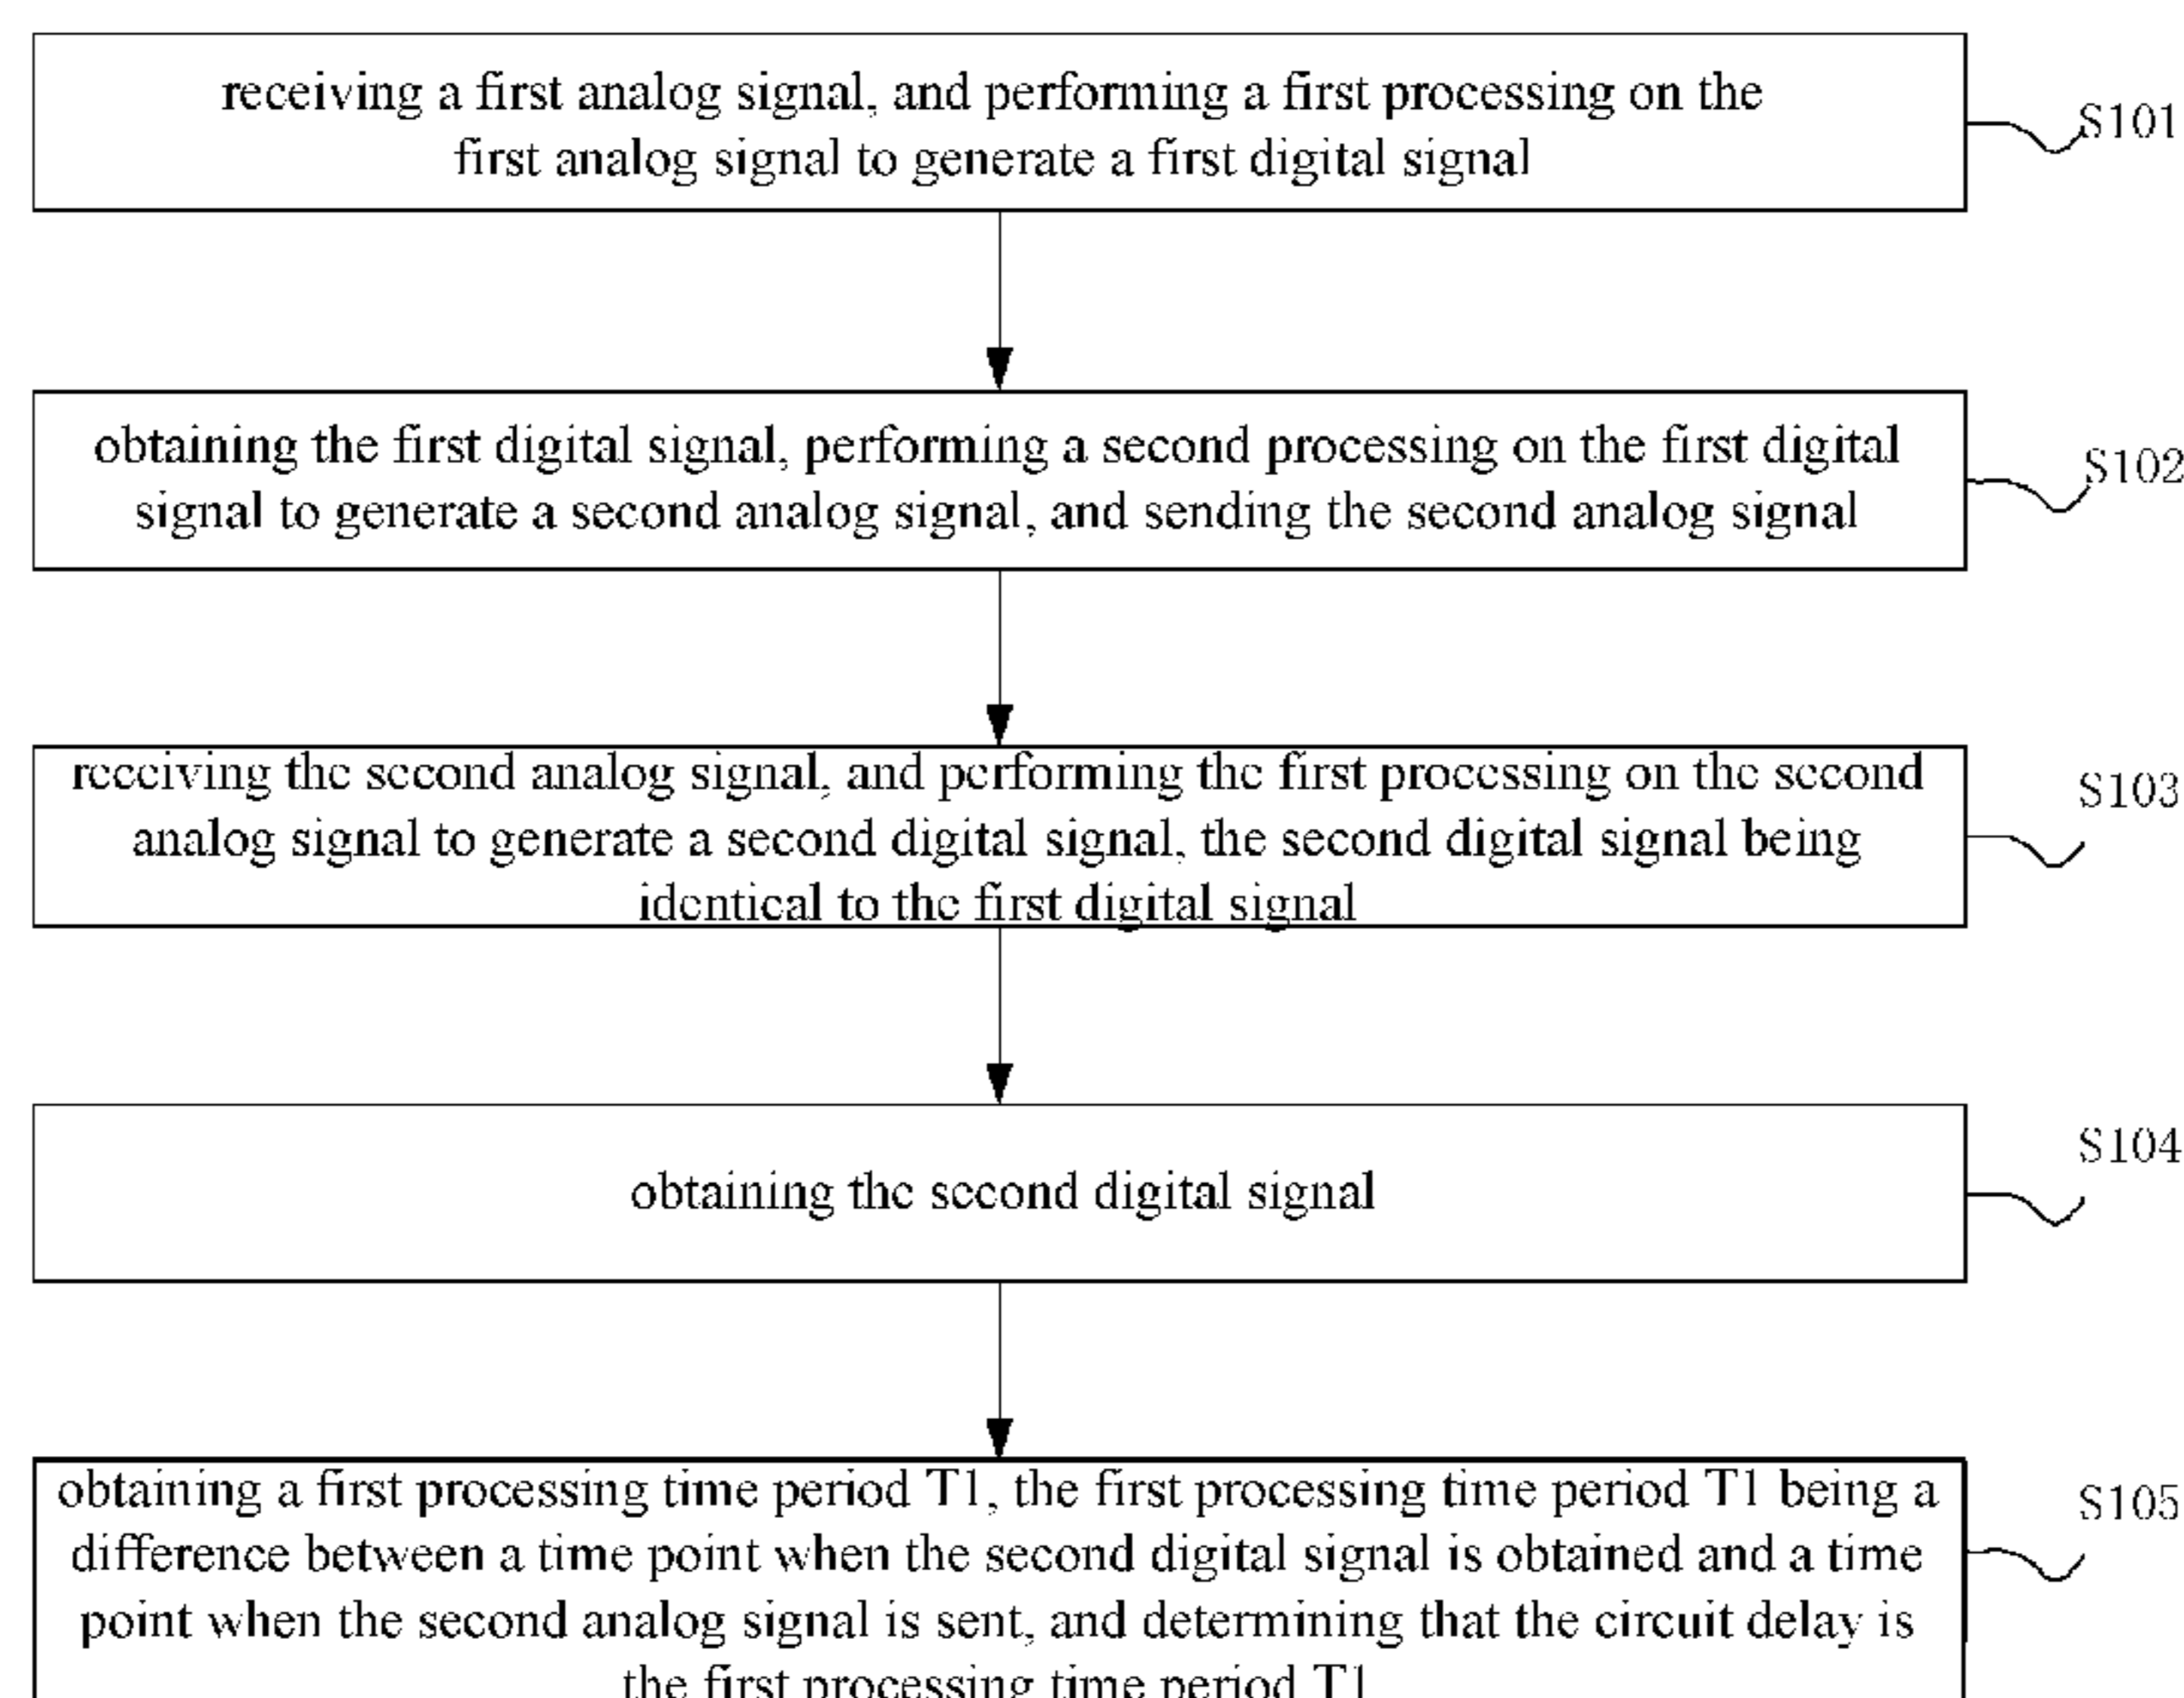 receiving a first analog signal, and performing a first processing on the
first analog signal to generate a first digital signal
S101
obtaining the first digital signal, performing a second processing on the first digital
signal to generate a second analog signal, and sending the second analog signal
S102
receiving the second analog signal, and performing the first processing on the second
analog signal to generate a second digital signal, the second digital signal being
identical to the first digital signal
S103
obtaining the second digital signal
S104
obtaining a first processing time period T1, the first processing time period T1 being a
difference between a time point when the second digital signal is obtained and a time
point when the second analog signal is sent, and determining that the circuit delay is
the first processing time period T1
S105